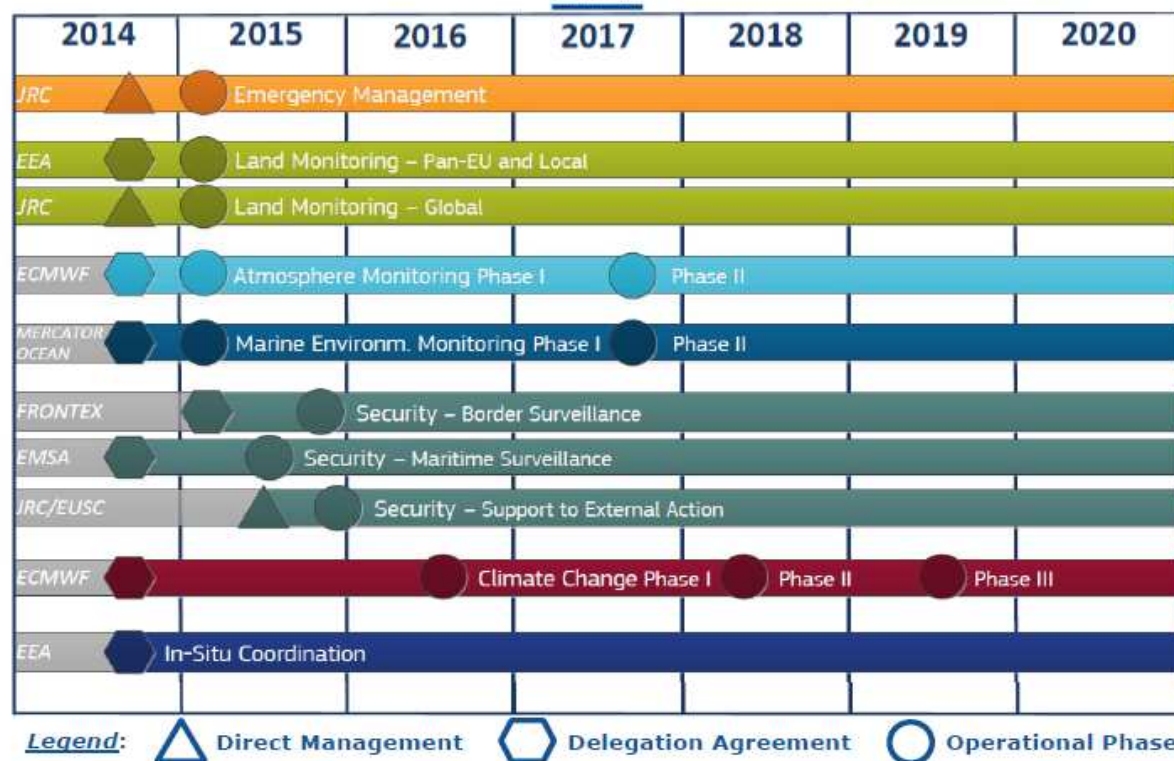 2014 2015 2016 2017 2018 2019 2020
JRC Emergency Management
EEA Land Monitoring – Pan-EU and Local
JRC Land Monitoring – Global
ECMWF Atmosphere Monitoring Phase I Phase II
MERCATOR
OCEAN Marine Environm. Monitoring Phase I Phase II
FRONTEX Security – Border Surveillance
EMSA Security – Maritime Surveillance
JRC/EUSC Security – Support to External Action
ECMWF Climate Change Phase I Phase II Phase III
EEA In-Situ Coordination
Legend: Direct Management Delegation Agreement Operational Phase